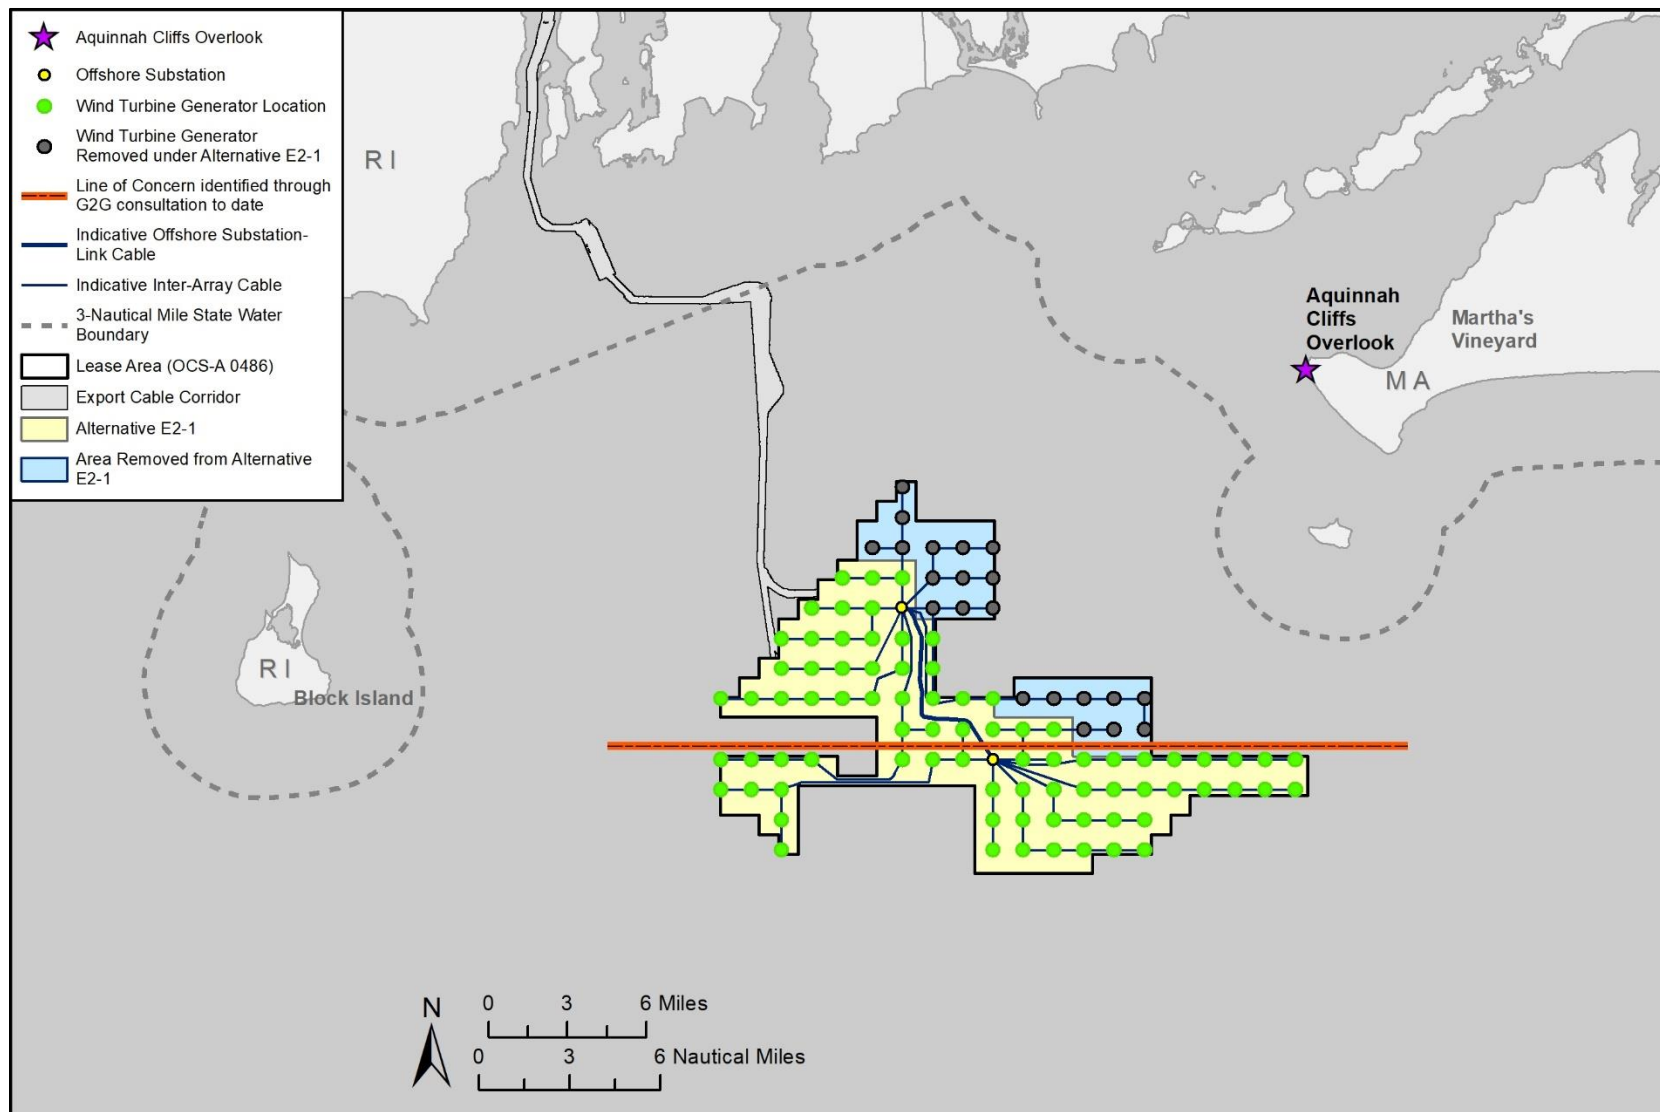 Aquinnah Cliffs Overlook
Offshore Substation
Wind Turbine Generator Location
Wind Turbine Generator
Removed under Alternative E2-1
Line of Concern identified through
G2G consultation to date
Indicative Offshore Substation-
Link Cable
Indicative Inter-Array Cable
3-Nautical Mile State Water
Boundary
Lease Area (OCS-A 0486)
Export Cable Corridor
Alternative E2-1
Area Removed from Alternative
E2-1
RI
Aquinnah
Cliffs
Overlook
Martha's
Vineyard
MA
RI
Block Island
N
0 3 6 Miles
0 3 6 Nautical Miles